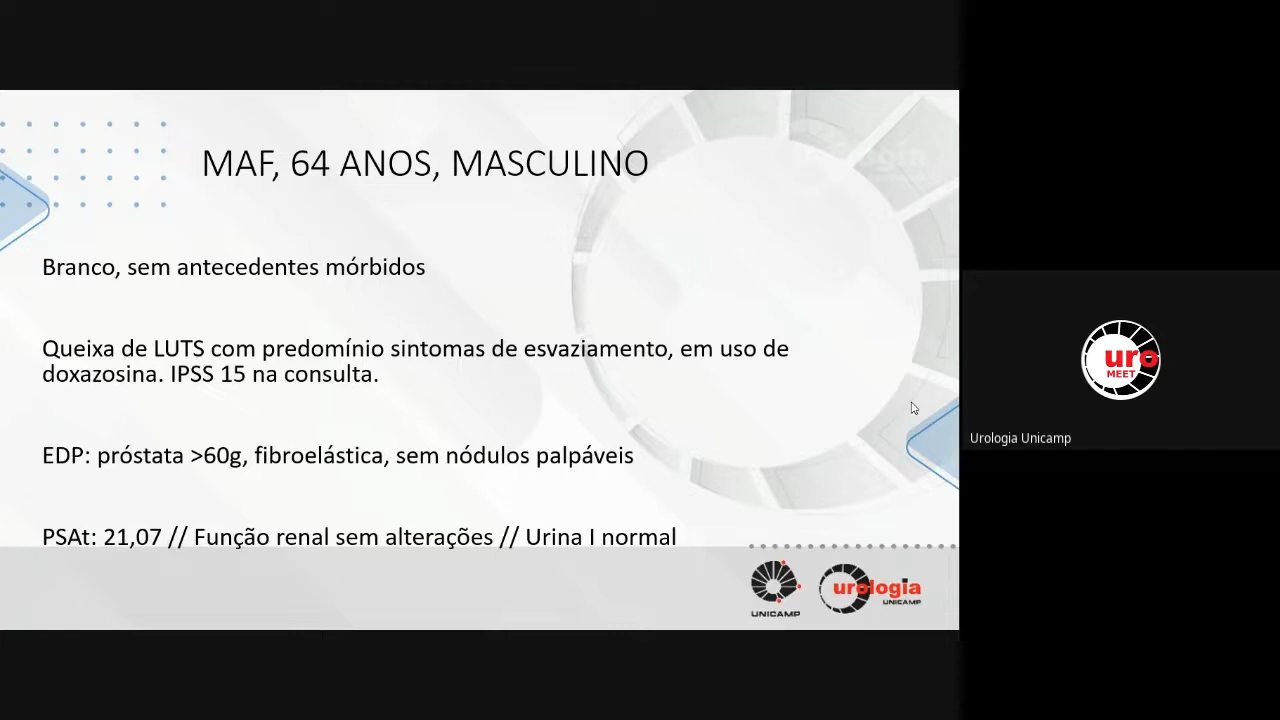 MAF, 64 ANOS, MASCULINO
Branco, sem antecedentes mórbidos
Queixa de LUTS com predomínio sintomas de esvaziamento, em uso de
doxazosina. IPSS 15 na consulta.
EDP: próstata >60g, fibroelástica, sem nódulos palpáveis
PSAt: 21,07 // Função renal sem alterações // Urina I normal
UNICAMP
urologia
UNICAMP
uro
MEET
Urologia Unicamp